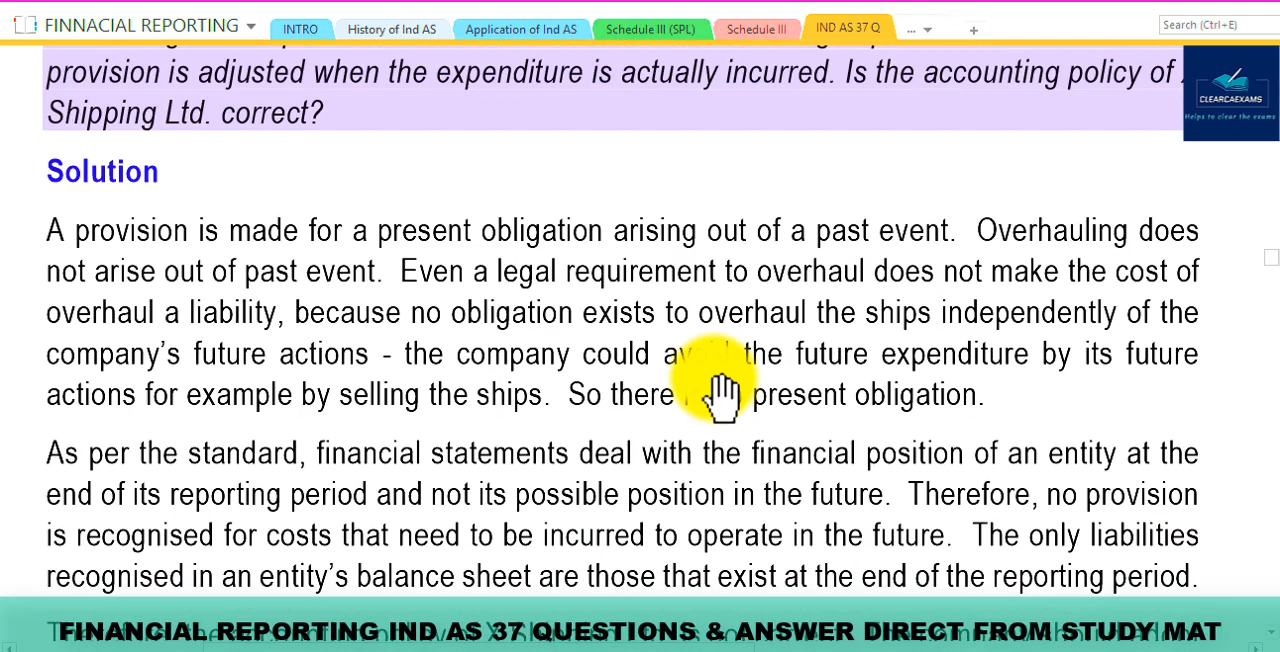 FINNACIAL REPORTING
INTRO
History of Ind AS
Application of Ind AS
Schedule III (SPL)
Schedule III
IND AS 37 Q
...
Search (Ctrl+E)
provision is adjusted when the expenditure is actually incurred. Is the accounting policy of
Shipping Ltd. correct?
CLEARCAEXAMS
Helps to clear the exams
Solution
A provision is made for a present obligation arising out of a past event. Overhauling does
not arise out of past event. Even a legal requirement to overhaul does not make the cost of
overhaul a liability, because no obligation exists to overhaul the ships independently of the
company's future actions - the company could avoid the future expenditure by its future
actions for example by selling the ships. So there present obligation.
As per the standard, financial statements deal with the financial position of an entity at the
end of its reporting period and not its possible position in the future. Therefore, no provision
is recognised for costs that need to be incurred to operate in the future. The only liabilities
recognised in an entity's balance sheet are those that exist at the end of the reporting period.
FINANCIAL REPORTING IND AS 37 QUESTIONS & ANSWER DIRECT FROM STUDY MAT